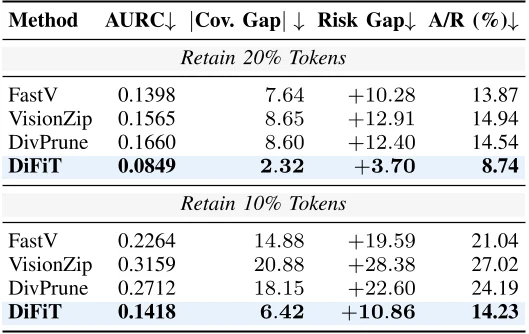 Method AURC↓ |Cov. Gap| ↓ Risk Gap↓ A/R (%)↓
Retain 20% Tokens
FastV 0.1398 7.64 +10.28 13.87
VisionZip 0.1565 8.65 +12.91 14.94
DivPrune 0.1660 8.60 +12.40 14.54
DiFiT 0.0849 2.32 +3.70 8.74
Retain 10% Tokens
FastV 0.2264 14.88 +19.59 21.04
VisionZip 0.3159 20.88 +28.38 27.02
DivPrune 0.2712 18.15 +22.60 24.19
DiFiT 0.1418 6.42 +10.86 14.23